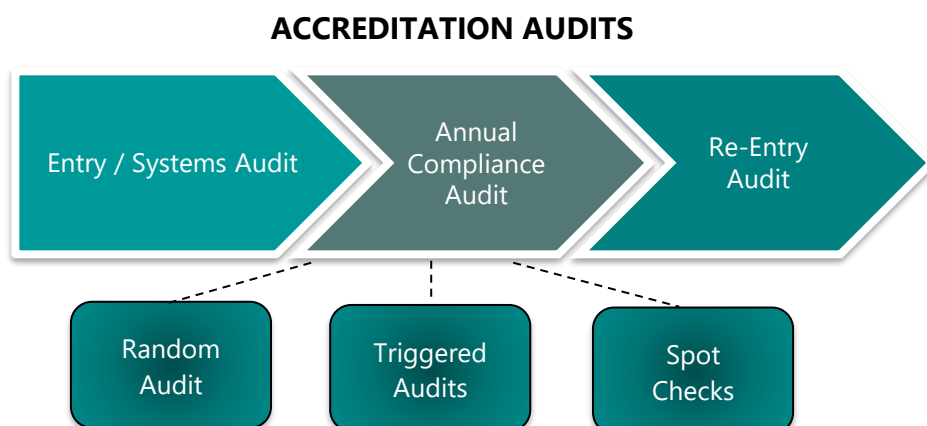 ACCREDITATION AUDITS
Entry / Systems Audit
Annual
Compliance
Audit
Re-Entry
Audit
Random
Audit
Triggered
Audits
Spot
Checks